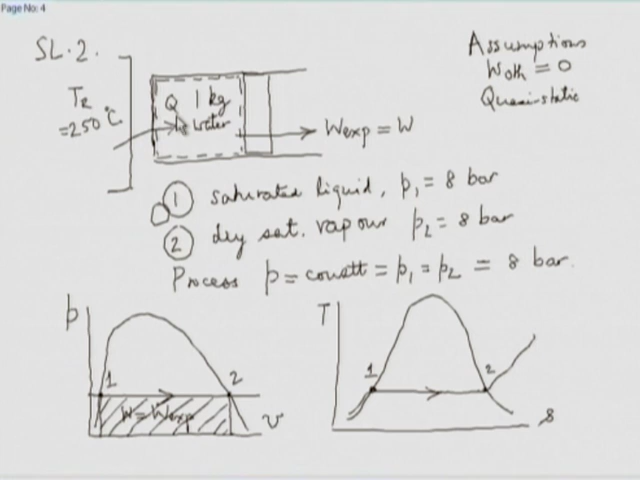 Page No: 4
SL.2.
Assumptions
Woth = 0
Quasi-static
TR
=250°C
Q 1 kg
water
Wexp = W
1 saturated liquid, p1 = 8 bar
2 dry sat. vapour p2 = 8 bar
Process p = constt = p1 = p2 = 8 bar.
p
1
2
W = Wexp
v
T
1
2
s